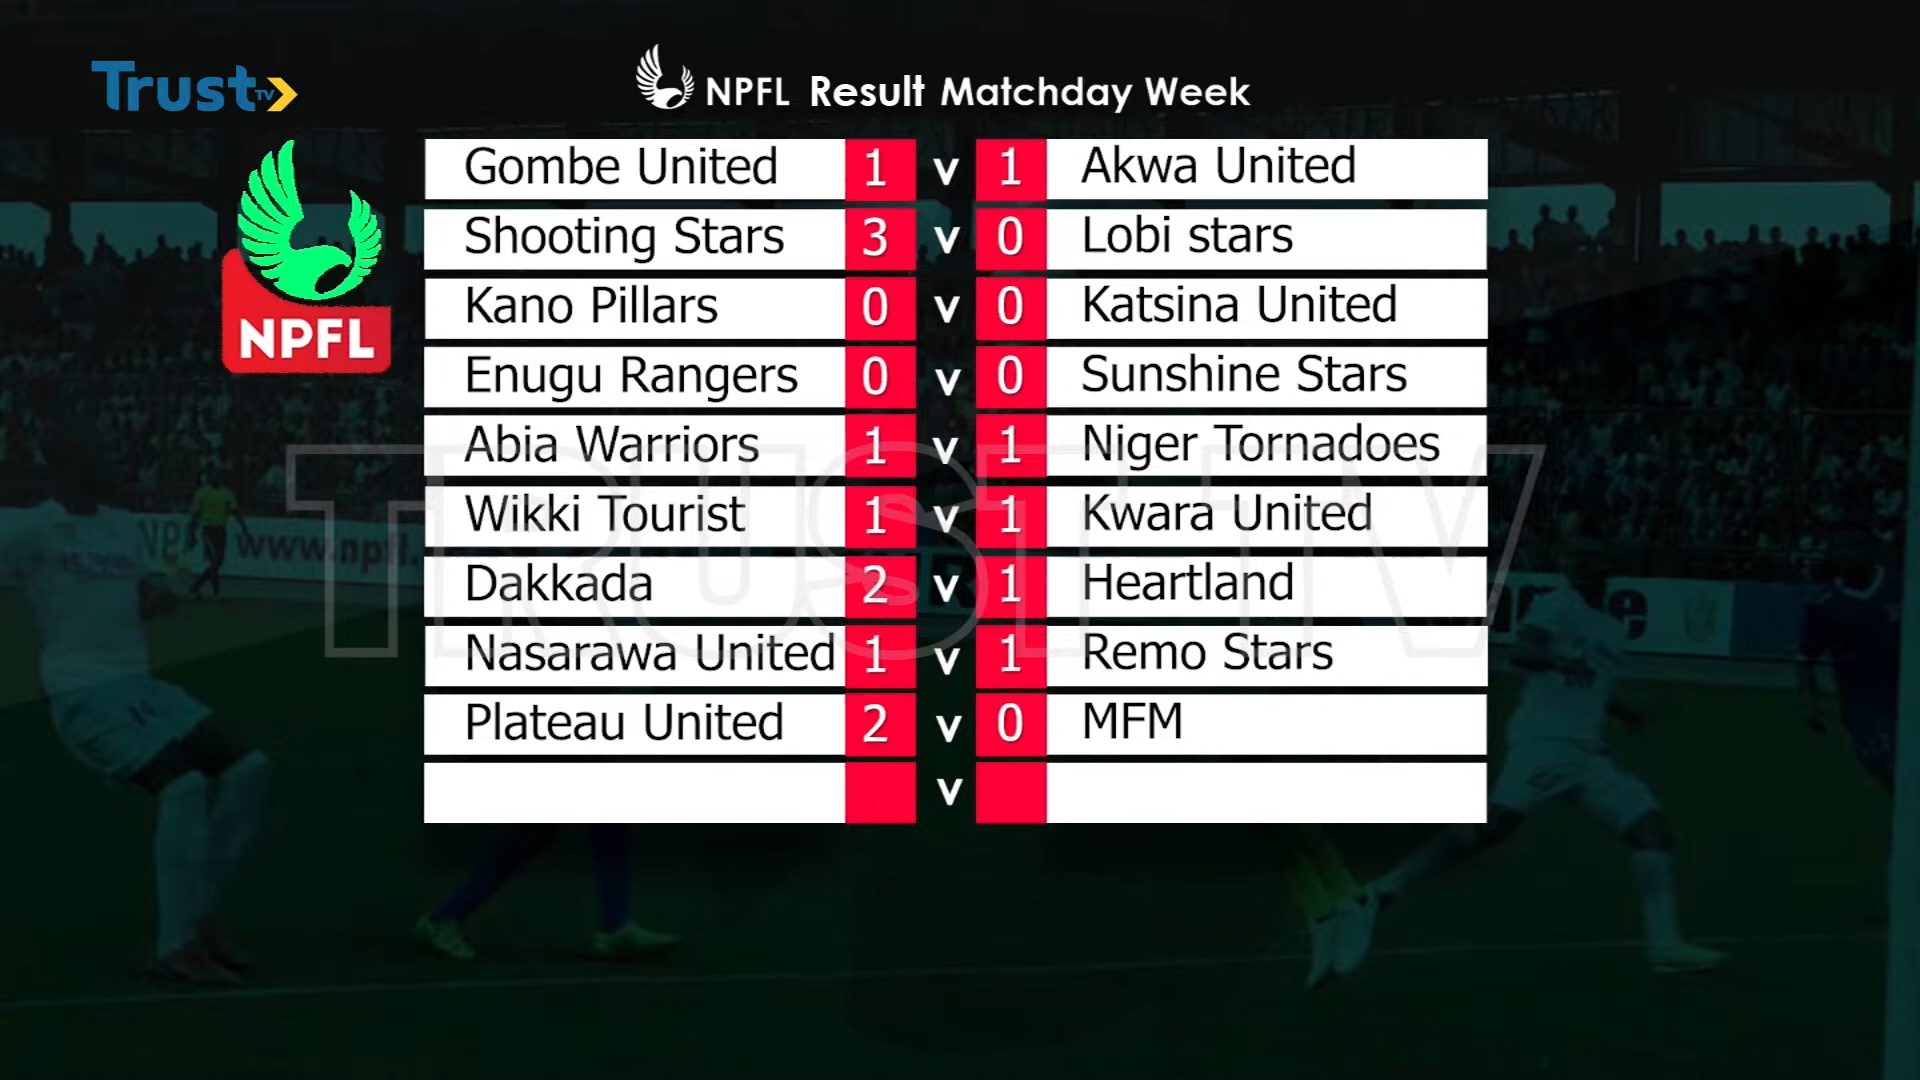 Trust TV
NPFL Result Matchday Week
NPFL
Gombe United 1 v 1 Akwa United
Shooting Stars 3 v 0 Lobi stars
Kano Pillars 0 v 0 Katsina United
Enugu Rangers 0 v 0 Sunshine Stars
Abia Warriors 1 v 1 Niger Tornadoes
Wikki Tourist 1 v 1 Kwara United
Dakkada 2 v 1 Heartland
Nasarawa United 1 v 1 Remo Stars
Plateau United 2 v 0 MFM
v
TRUST TV
www.npfl.